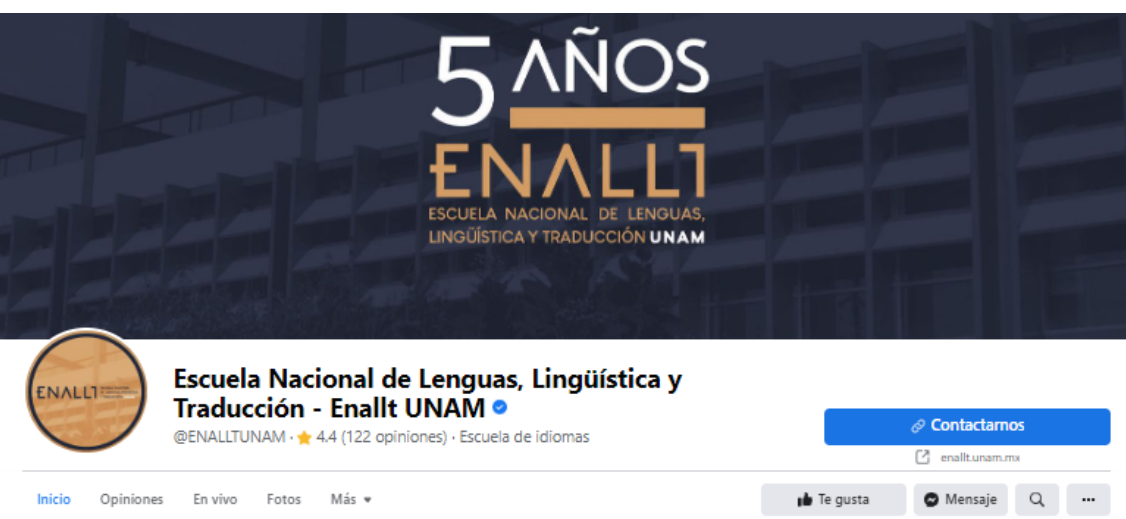 5 AÑOS
ENALLT
ESCUELA NACIONAL DE LENGUAS,
LINGÜÍSTICA Y TRADUCCIÓN UNAM
ENALLT
Escuela Nacional de Lenguas, Lingüística y
Traducción - Enallt UNAM
@ENALLTUNAM · 4.4 (122 opiniones) · Escuela de idiomas
Contactarnos
enallt.unam.mx
Inicio Opiniones En vivo Fotos Más Te gusta Mensaje